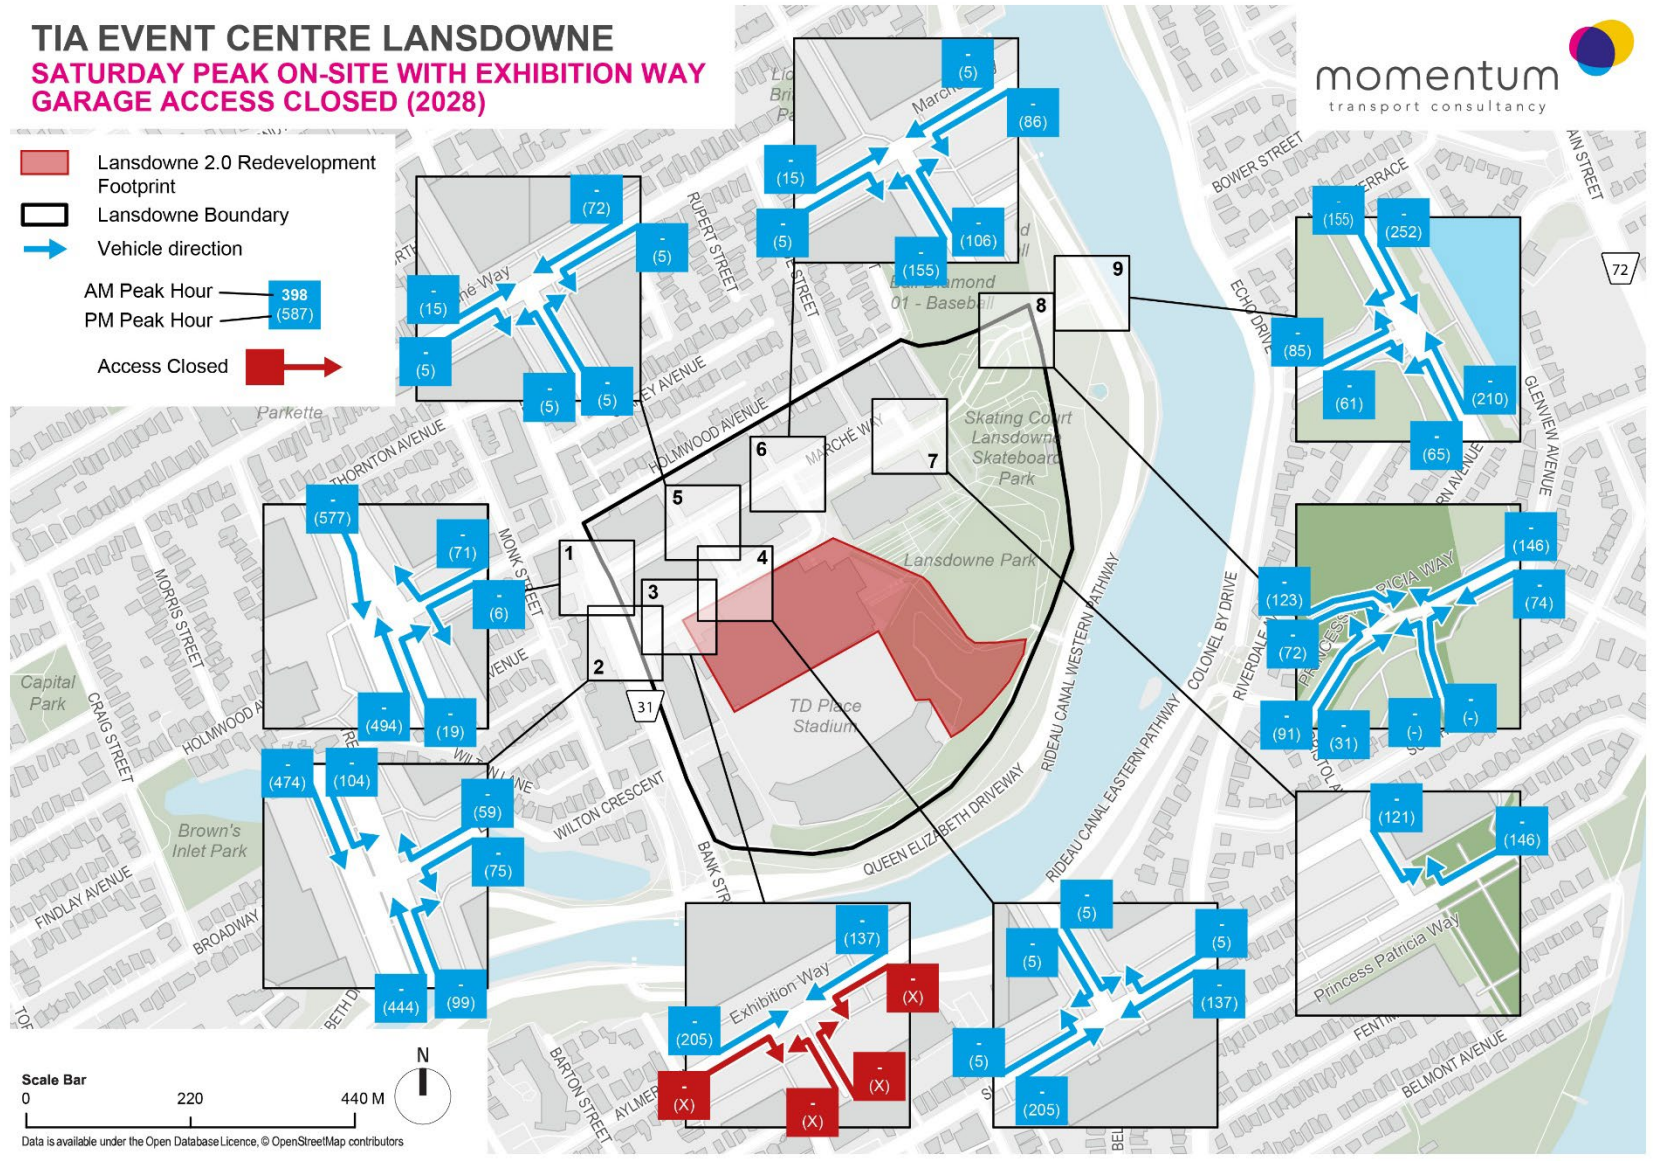 TIA EVENT CENTRE LANSDOWNE
SATURDAY PEAK ON-SITE WITH EXHIBITION WAY
GARAGE ACCESS CLOSED (2028)
momentum
transport consultancy
Lansdowne 2.0 Redevelopment
Footprint
Lansdowne Boundary
Vehicle direction
AM Peak Hour
398
PM Peak Hour
(587)
Access Closed
-
(72)
-
(5)
-
(15)
-
(5)
-
(5)
-
(5)
-
(5)
-
(86)
-
(15)
-
(5)
-
(155)
-
(106)
-
(155)
-
(252)
-
(85)
-
(61)
-
(210)
-
(65)
-
(577)
-
(71)
-
(6)
-
(494)
-
(19)
-
(474)
-
(104)
-
(59)
-
(75)
-
(444)
-
(99)
-
(137)
-
(X)
-
(205)
-
(X)
-
(X)
-
(X)
Exhibition Way
-
(5)
-
(5)
-
(5)
-
(137)
-
(5)
-
(205)
-
(146)
-
(74)
-
(123)
-
(72)
-
(91)
-
(31)
-
(-)
-
(-)
-
(121)
-
(146)
Princess Patricia Way
1
2
3
4
5
6
7
8
9
31
72
Parkette
THORNTON AVENUE
HOLMWOOD AVENUE
RUPERT STREET
MARCHÉ WAY
01 - Baseball
Skating Court
Lansdowne
Skateboard
Park
Lansdowne Park
TD Place
Stadium
MONK STREET
MORRIS STREET
CRAIG STREET
Capital
Park
Brown's
Inlet Park
FINDLAY AVENUE
BROADWAY
WILTON CRESCENT
BANK STR
QUEEN ELIZABETH DRIVEWAY
RIDEAU CANAL WESTERN PATHWAY
RIDEAU CANAL EASTERN PATHWAY
COLONEL BY DRIVE
ECHO DRIVE
BOWER STREET
GLENVIEW AVENUE
BELMONT AVENUE
BARTON STREET
AYLMER
Scale Bar
0
220
440 M
N
Data is available under the Open Database Licence, © OpenStreetMap contributors